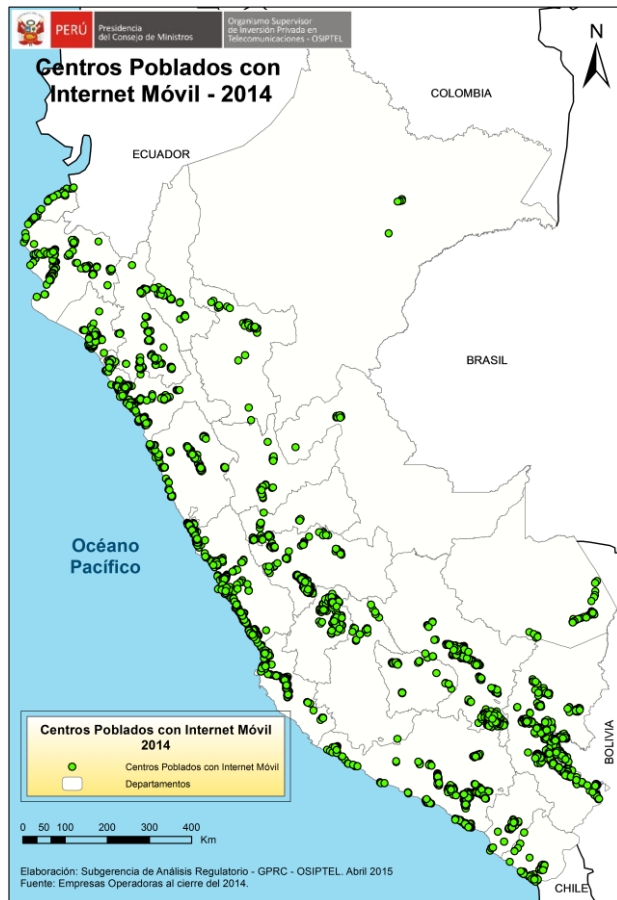 PERÚ
Presidencia
del Consejo de Ministros
Organismo Supervisor
de Inversión Privada en
Telecomunicaciones - OSIPTEL
Centros Poblados con
Internet Móvil - 2014
N
COLOMBIA
ECUADOR
BRASIL
Océano
Pacífico
BOLIVIA
CHILE
Centros Poblados con Internet Móvil
2014
Centros Poblados con Internet Móvil
Departamentos
0 50 100 200 300 400
Km
Elaboración: Subgerencia de Análisis Regulatorio - GPRC - OSIPTEL. Abril 2015
Fuente: Empresas Operadoras al cierre del 2014.